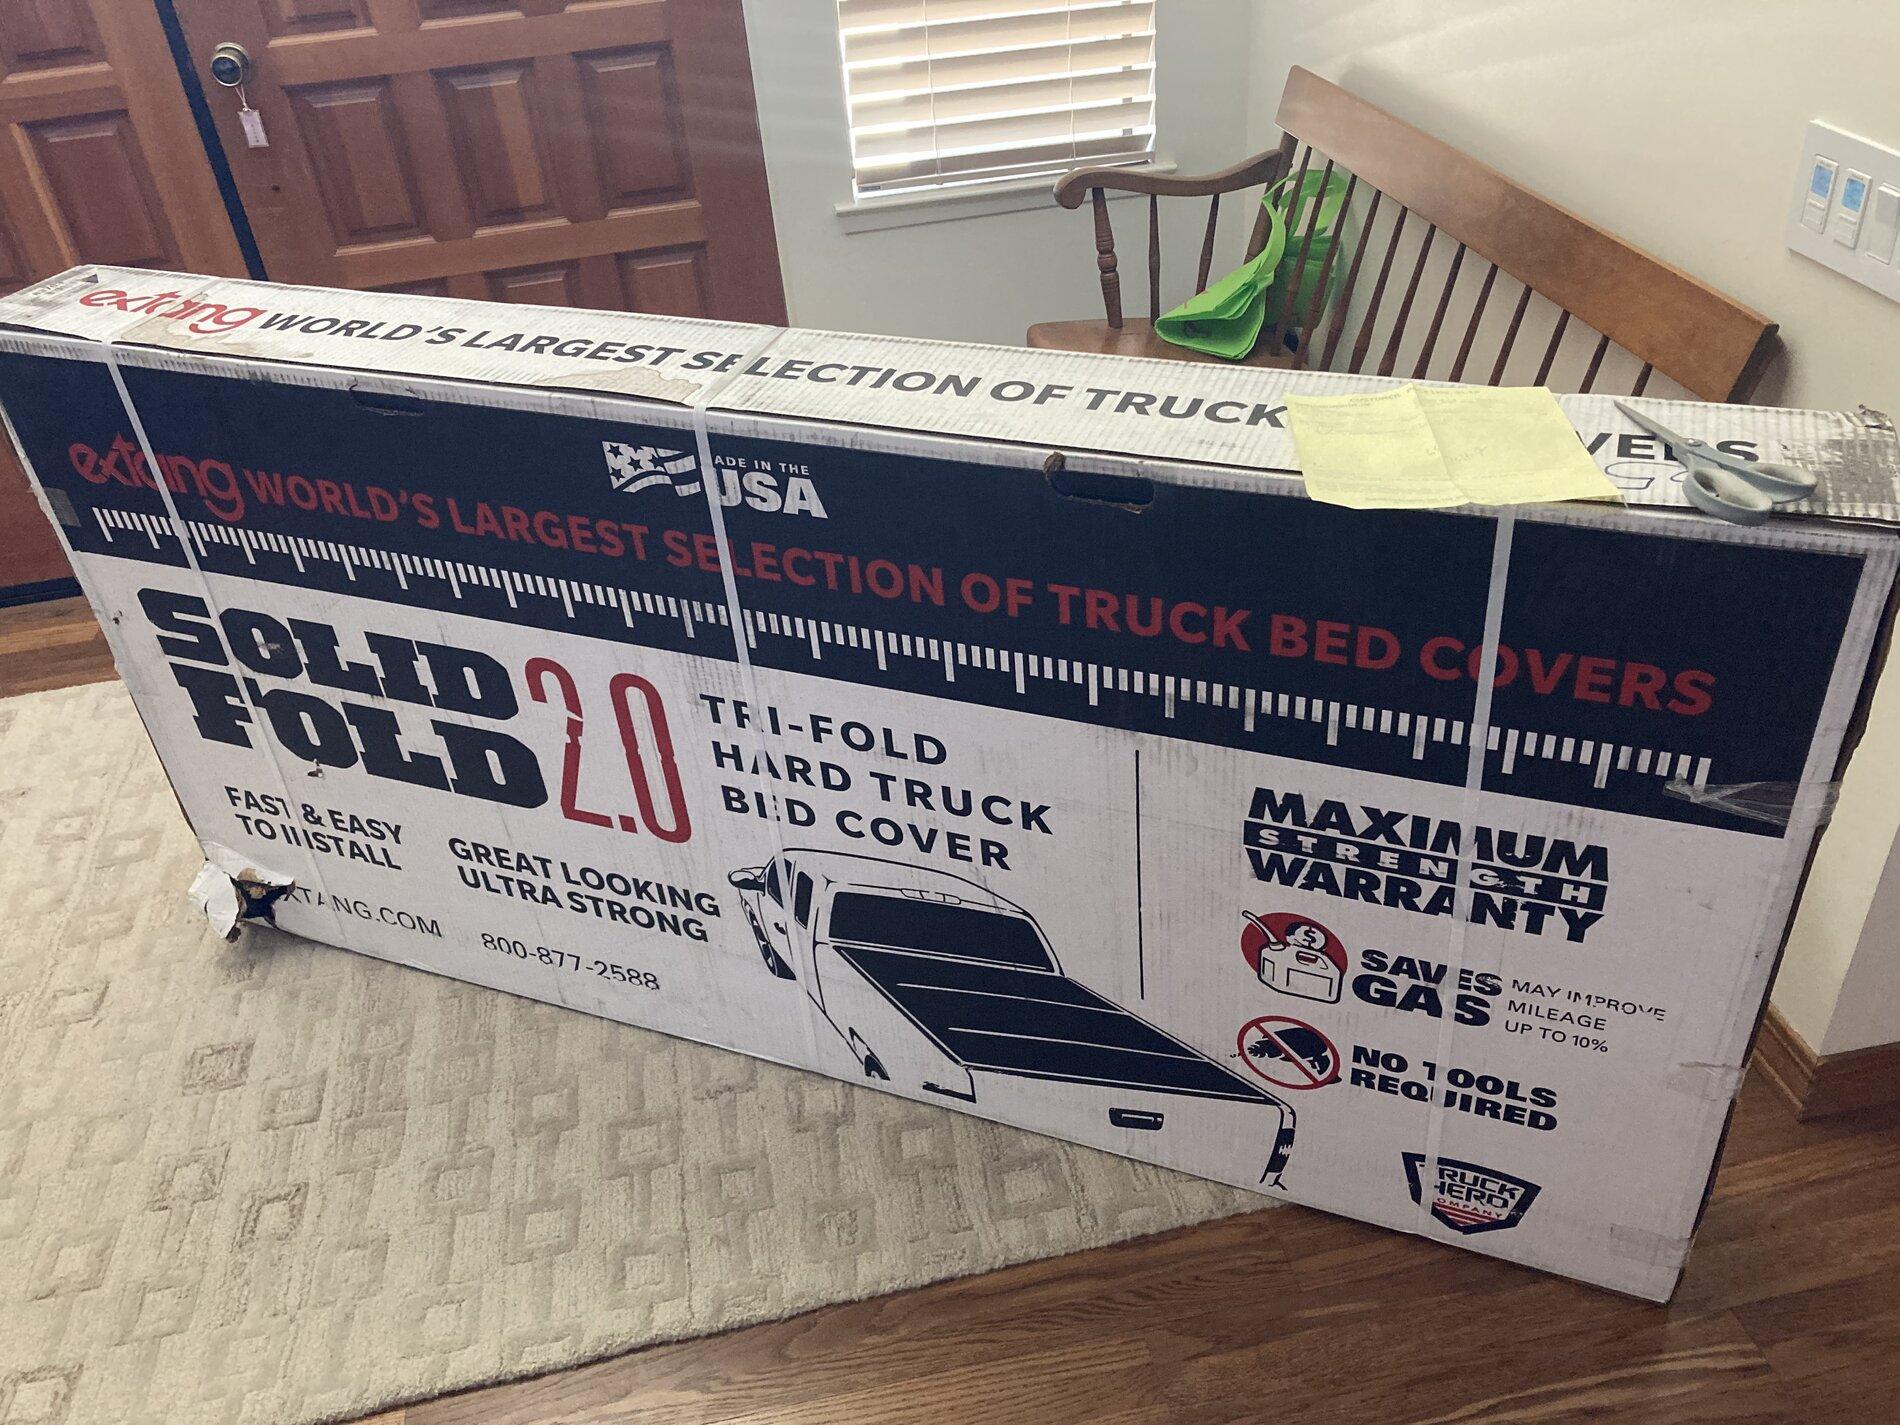 extang WORLD'S LARGEST SELECTION OF TRUCK
extang WORLD'S LARGEST SELECTION OF TRUCK BED COVERS
MADE IN THE
USA
SOLID
FOLD 2.0
TRI-FOLD
HARD TRUCK
BED COVER
FAST & EASY
TO INSTALL
GREAT LOOKING
ULTRA STRONG
EXTANG.COM
800-877-2588
MAXIMUM
STRENGTH
WARRANTY
SAVES
GAS
MAY IMPROVE
MILEAGE
UP TO 10%
NO TOOLS
REQUIRED
TRUCK
HERO
COMPANY